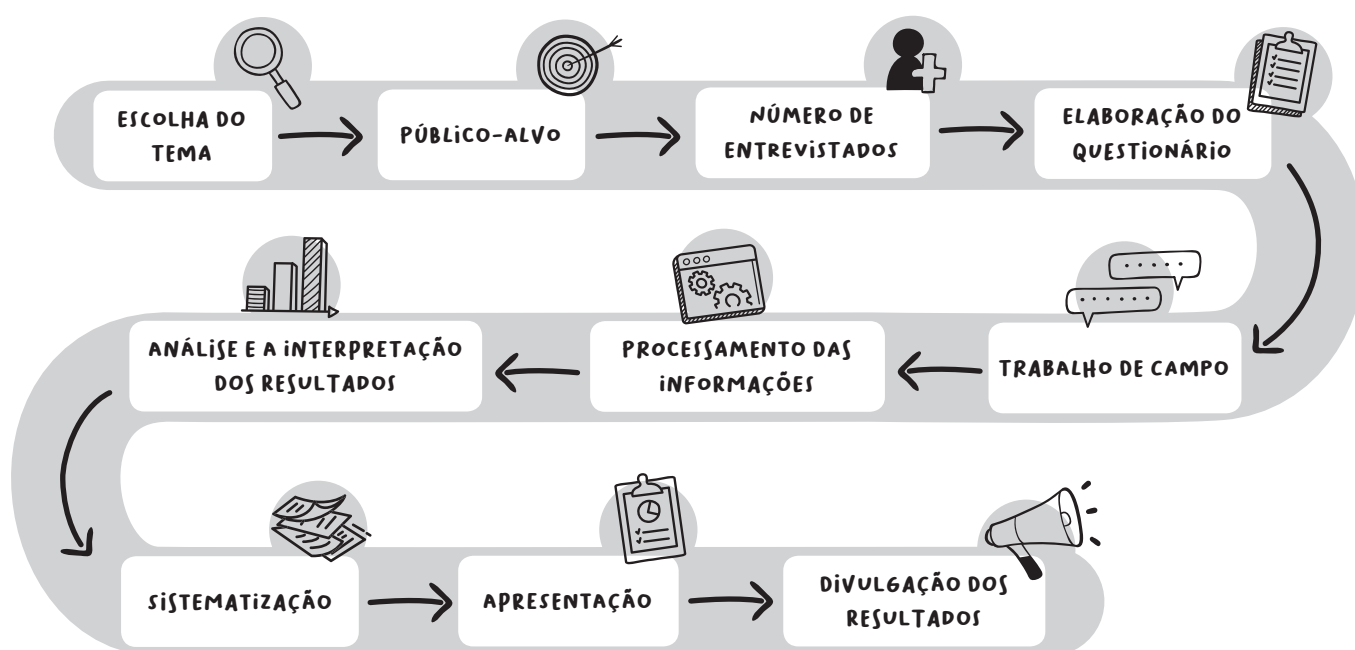 ESCOLHA DO
TEMA
PÚBLICO-ALVO
NÚMERO DE
ENTREVISTADOS
ELABORAÇÃO DO
QUESTIONÁRIO
TRABALHO DE CAMPO
PROCESSAMENTO DAS
INFORMAÇÕES
ANÁLISE E A INTERPRETAÇÃO
DOS RESULTADOS
SISTEMATIZAÇÃO
APRESENTAÇÃO
DIVULGAÇÃO DOS
RESULTADOS